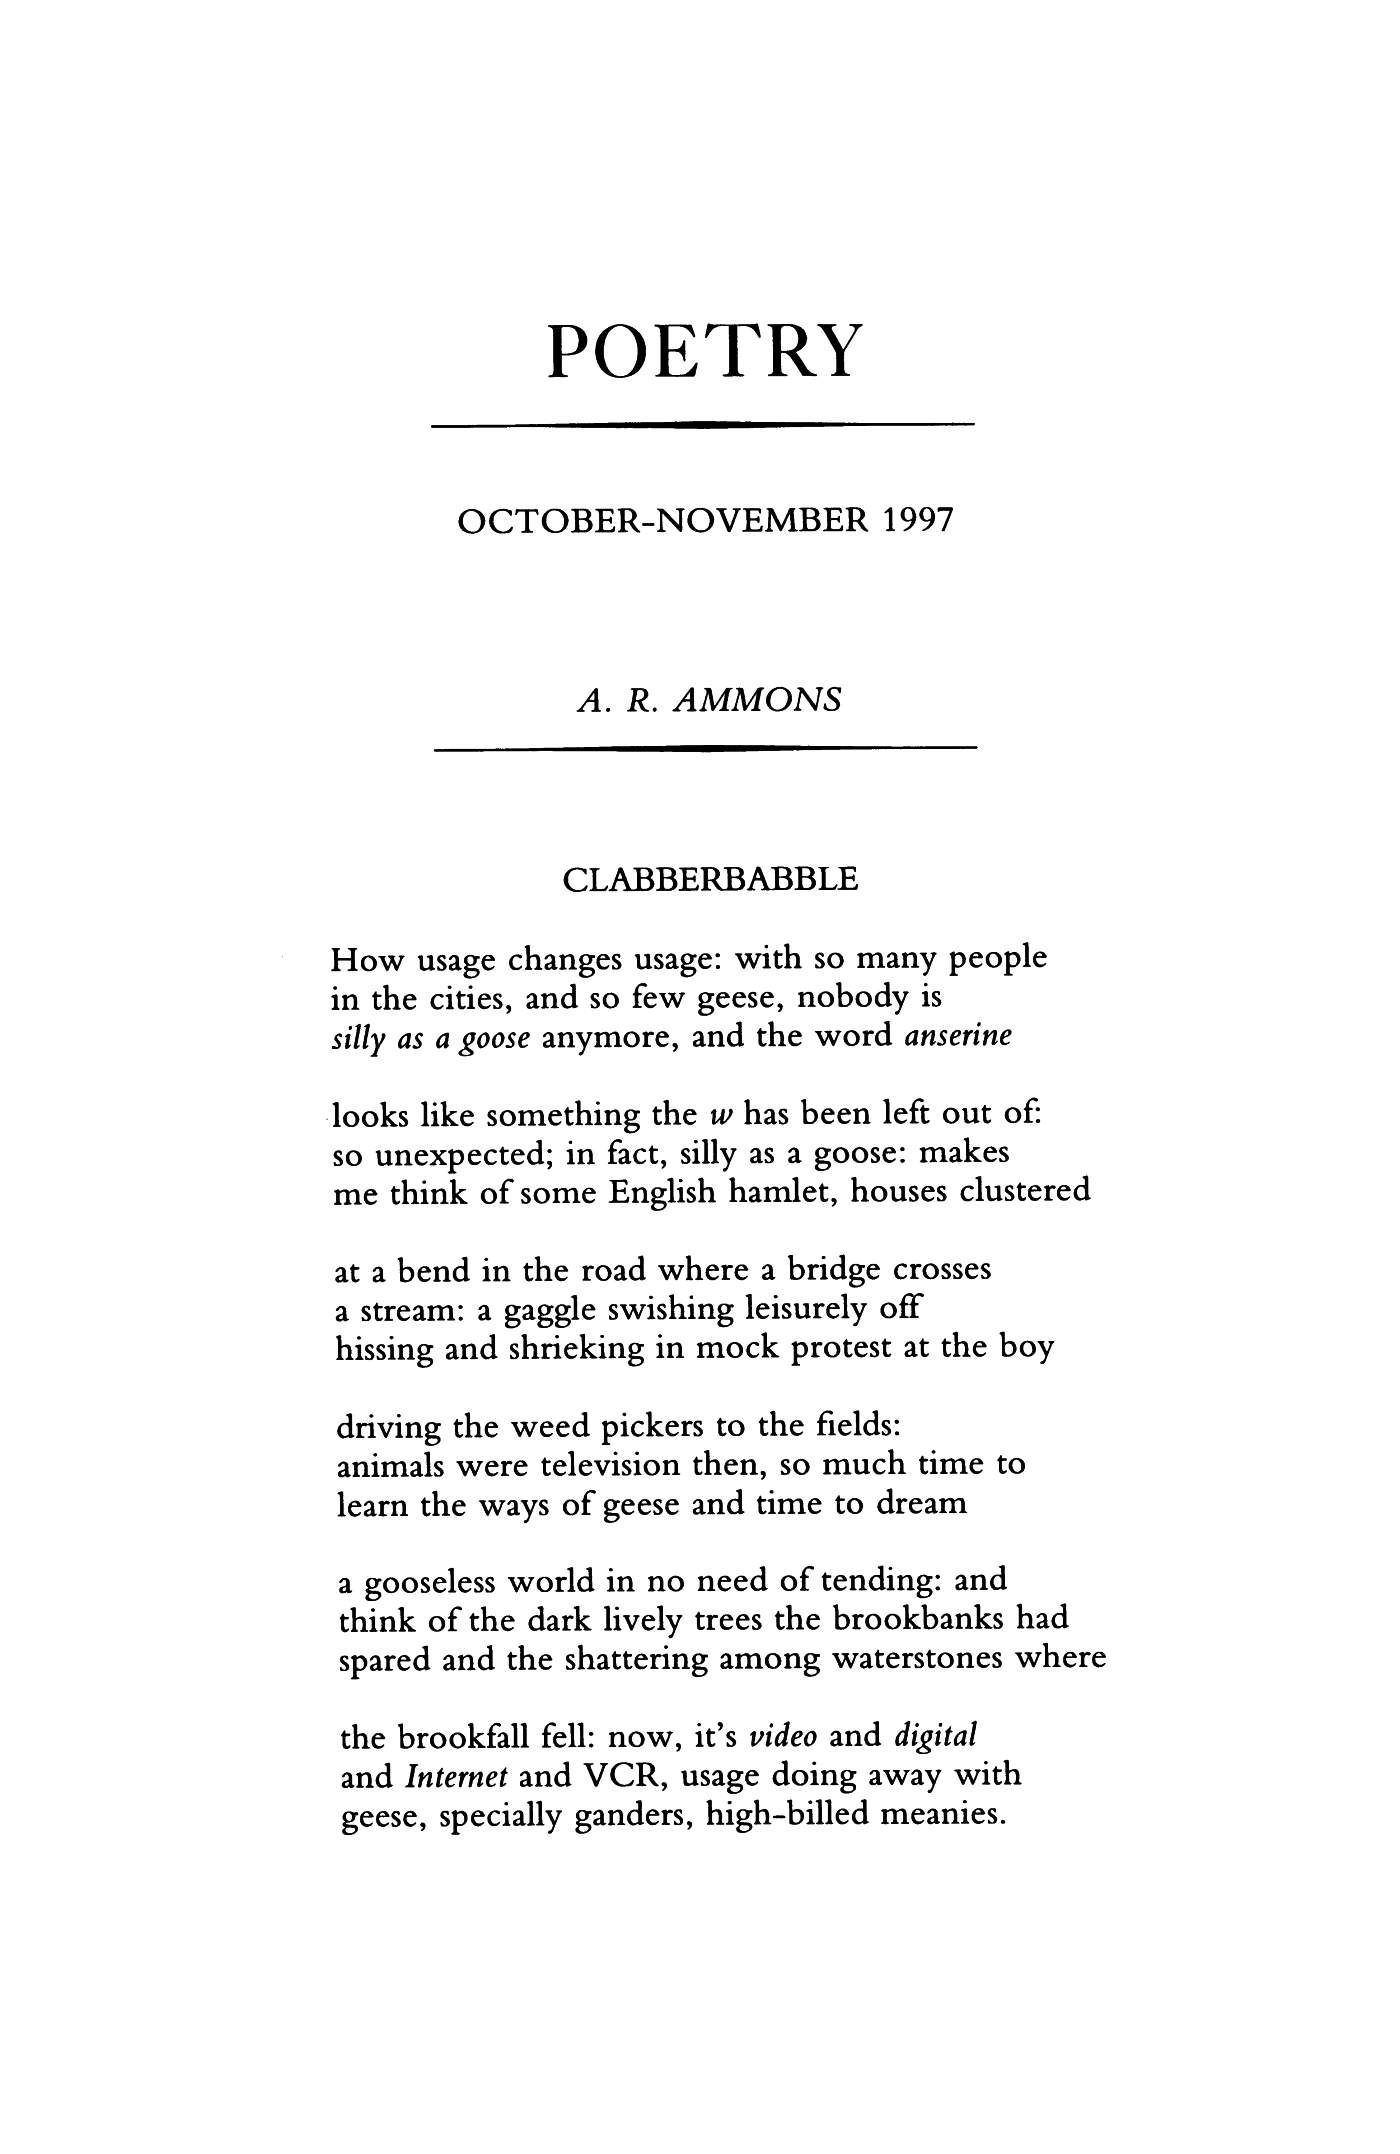 POETRY
OCTOBER–NOVEMBER 1997
A. R. AMMONS
CLABBERBABBLE
How usage changes usage: with so many people
in the cities, and so few geese, nobody is
silly as a goose anymore, and the word anserine
looks like something the w has been left out of:
so unexpected; in fact, silly as a goose: makes
me think of some English hamlet, houses clustered
at a bend in the road where a bridge crosses
a stream: a gaggle swishing leisurely off
hissing and shrieking in mock protest at the boy
driving the weed pickers to the fields:
animals were television then, so much time to
learn the ways of geese and time to dream
a gooseless world in no need of tending: and
think of the dark lively trees the brookbanks had
spared and the shattering among waterstones where
the brookfall fell: now, it's video and digital
and Internet and VCR, usage doing away with
geese, specially ganders, high-billed meanies.